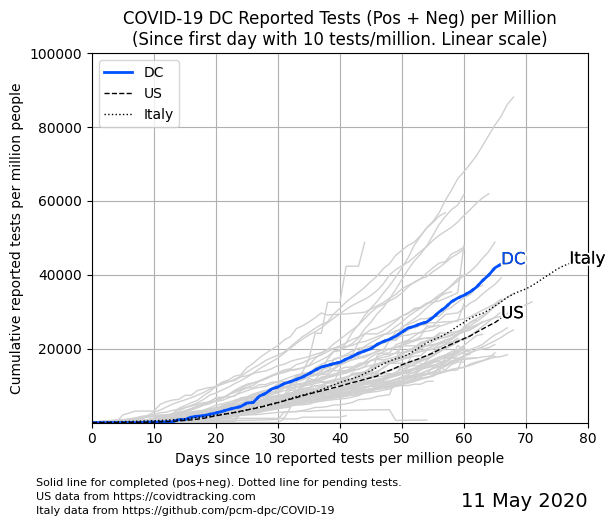 COVID-19 DC Reported Tests (Pos + Neg) per Million
(Since first day with 10 tests/million. Linear scale)
100000
80000
60000
40000
20000
Cumulative reported tests per million people
DC
US
Italy
DC
Italy
US
0 10 20 30 40 50 60 70 80
Days since 10 reported tests per million people
Solid line for completed (pos+neg). Dotted line for pending tests.
US data from https://covidtracking.com
Italy data from https://github.com/pcm-dpc/COVID-19
11 May 2020